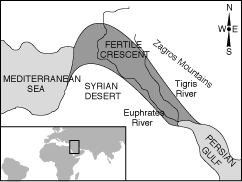 N
W E
S
FERTILE
CRESCENT
Zagros Mountains
MEDITERRANEAN
SEA
SYRIAN
DESERT
Tigris
River
Euphrates
River
PERSIAN
GULF